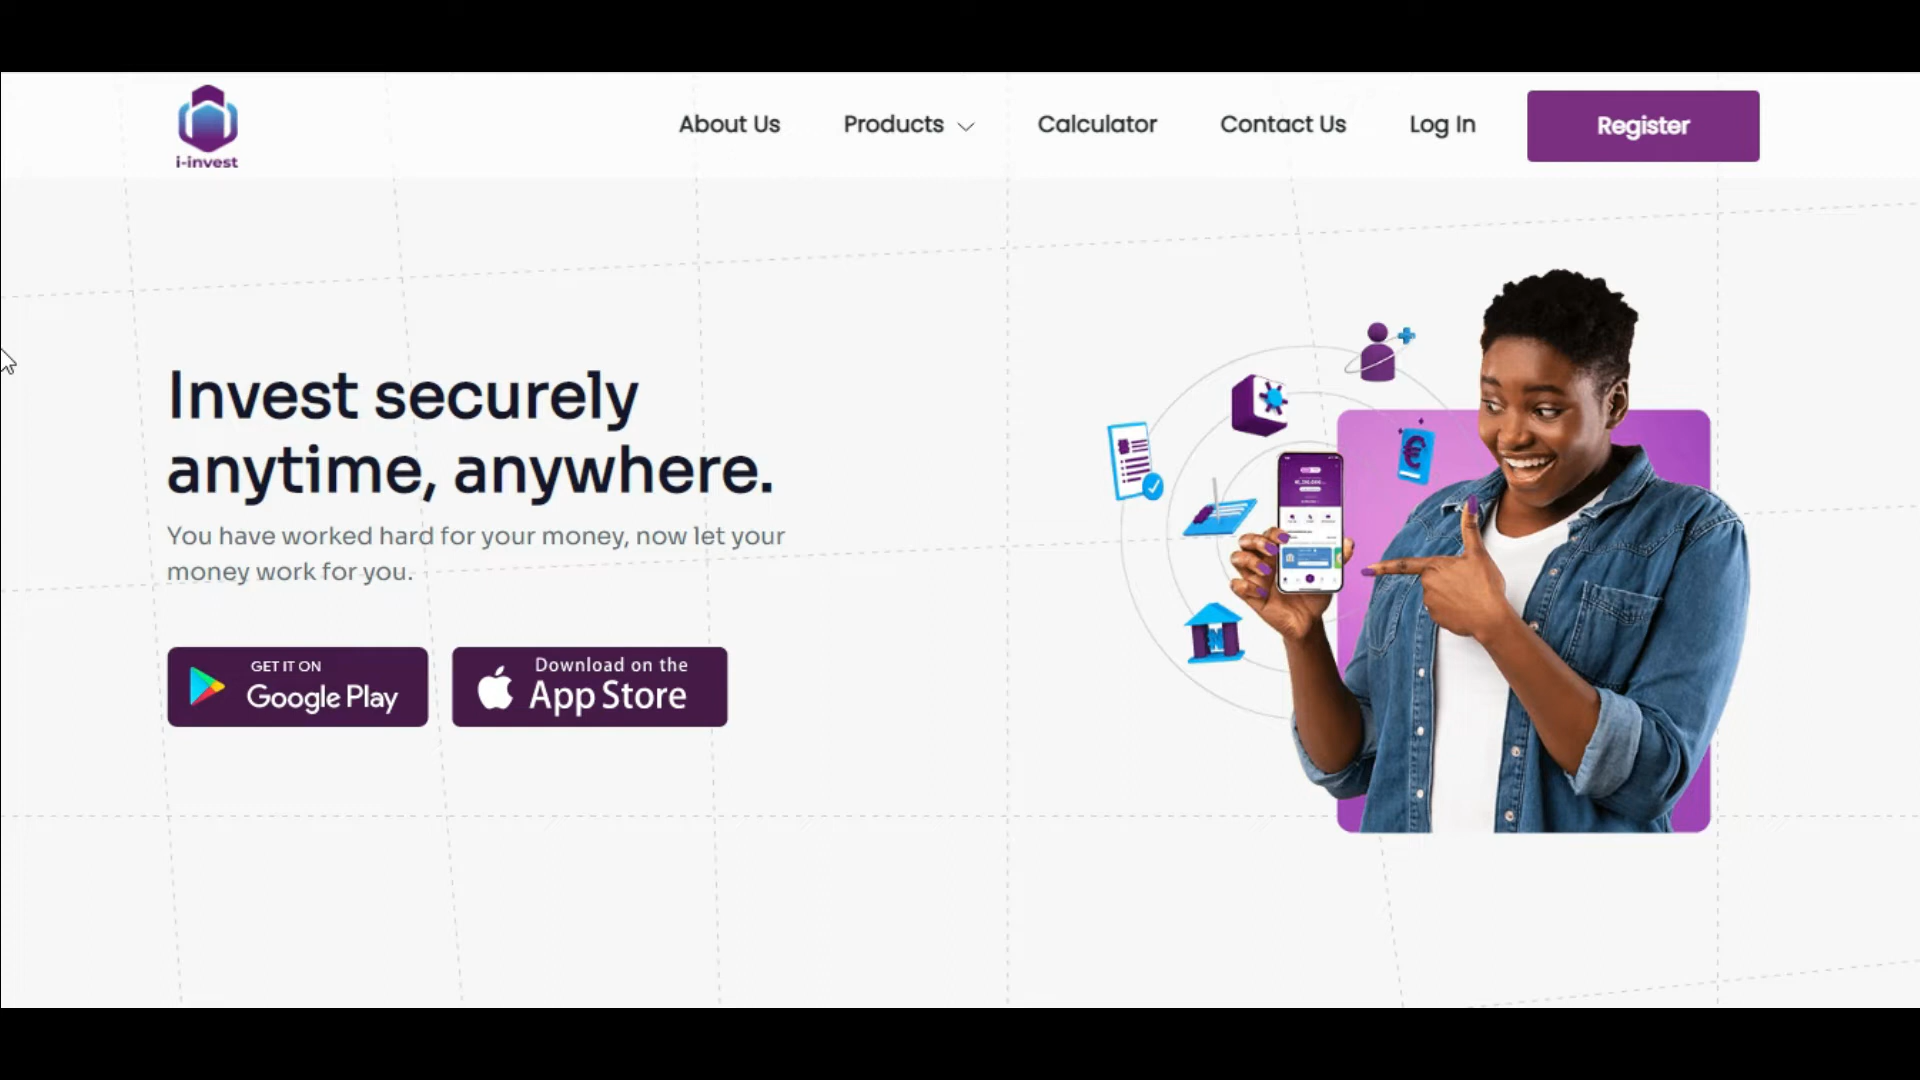 i-invest
About Us
Products
Calculator
Contact Us
Log In
Register
Invest securely
anytime, anywhere.
You have worked hard for your money, now let your
money work for you.
GET IT ON
Google Play
Download on the
App Store